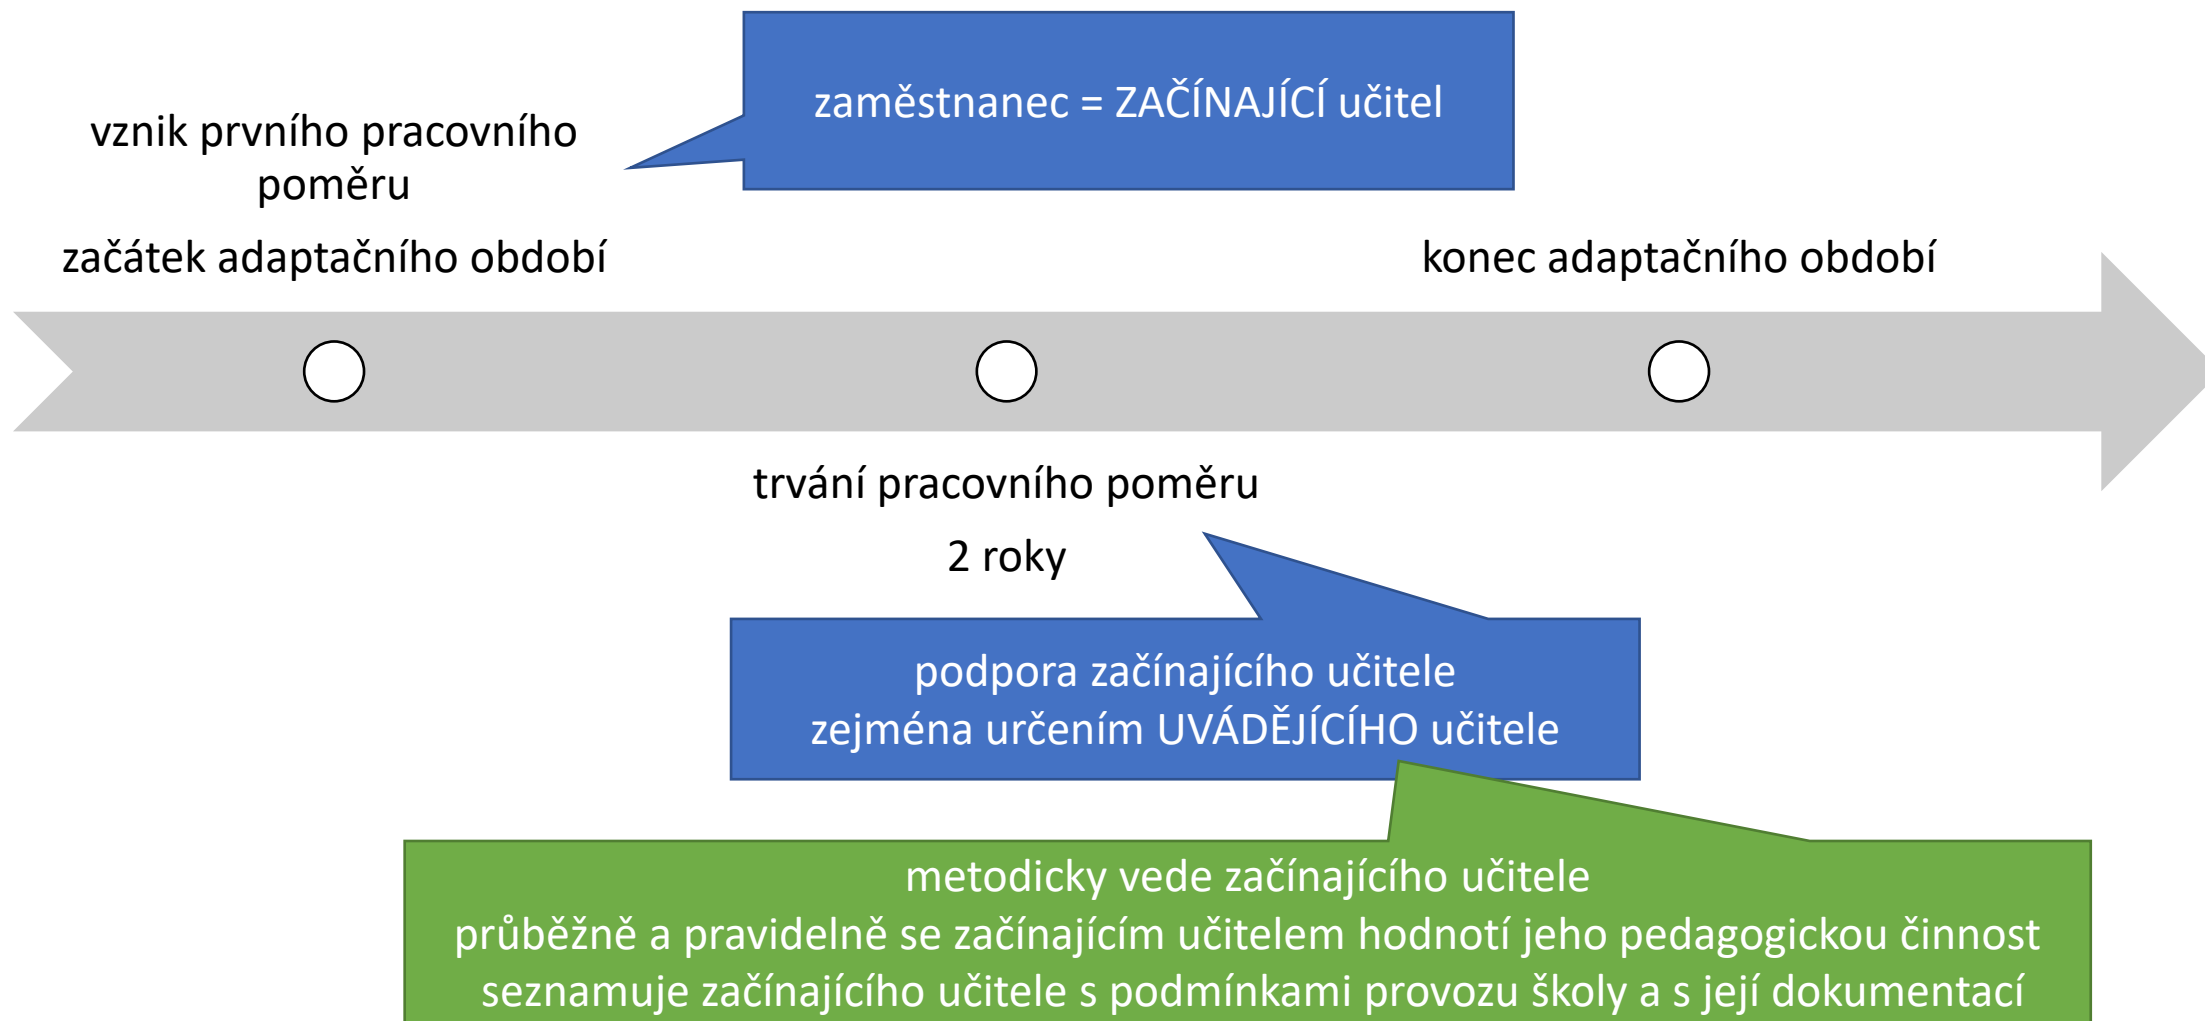 zaměstnanec = ZAČÍNAJÍCÍ učitel
vznik prvního pracovního
poměru
začátek adaptačního období
konec adaptačního období
trvání pracovního poměru
2 roky
podpora začínajícího učitele
zejména určením UVÁDĚJÍCÍHO učitele
metodicky vede začínajícího učitele
průběžně a pravidelně se začínajícím učitelem hodnotí jeho pedagogickou činnost
seznamuje začínajícího učitele s podmínkami provozu školy a s její dokumentací